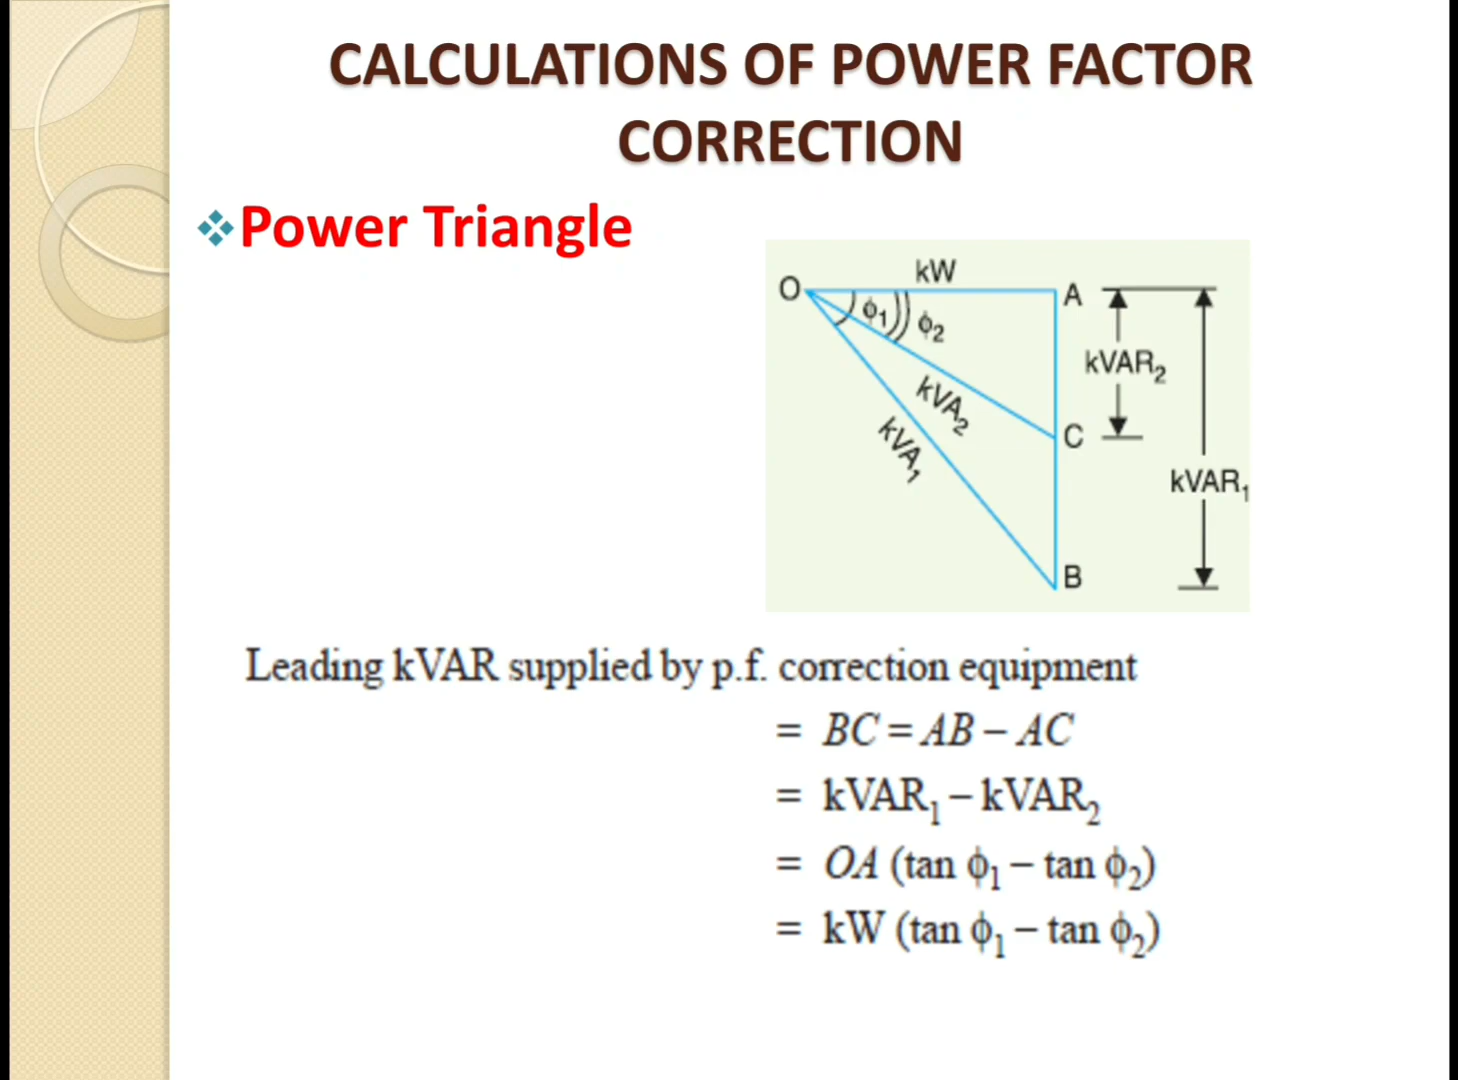 CALCULATIONS OF POWER FACTOR
CORRECTION
Power Triangle
kW
O
A
ϕ₁
ϕ₂
kVAR₂
kVA₂
C
kVA₁
kVAR₁
B
Leading kVAR supplied by p.f. correction equipment
= BC = AB – AC
= kVAR₁ – kVAR₂
= OA (tan ϕ₁ – tan ϕ₂)
= kW (tan ϕ₁ – tan ϕ₂)